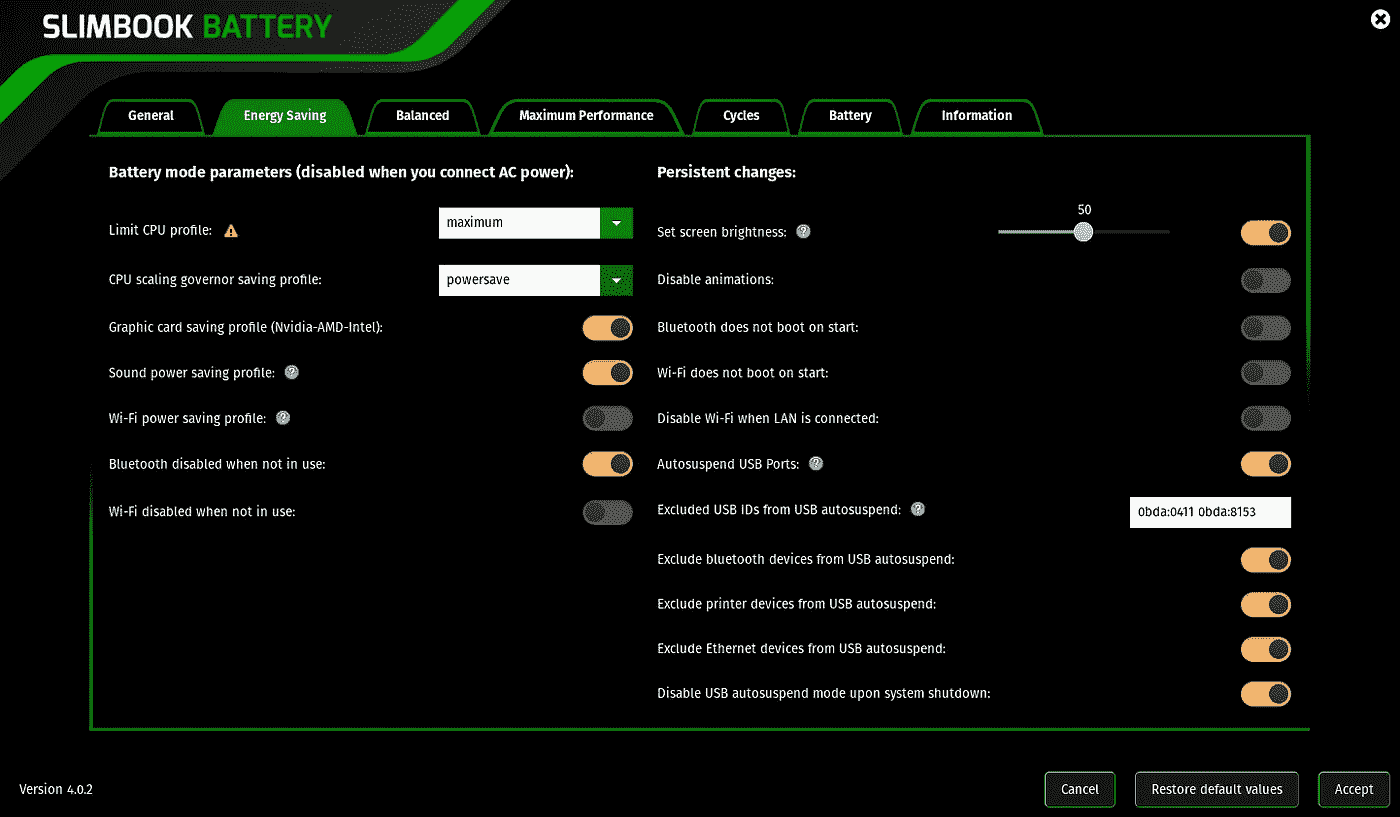 SLIMBOOK BATTERY
General
Energy Saving
Balanced
Maximum Performance
Cycles
Battery
Information
Battery mode parameters (disabled when you connect AC power):
Limit CPU profile:
maximum
CPU scaling governor saving profile:
powersave
Graphic card saving profile (Nvidia-AMD-Intel):
Sound power saving profile: ?
Wi-Fi power saving profile: ?
Bluetooth disabled when not in use:
Wi-Fi disabled when not in use:
Persistent changes:
50
Set screen brightness: ?
Disable animations:
Bluetooth does not boot on start:
Wi-Fi does not boot on start:
Disable Wi-Fi when LAN is connected:
Autosuspend USB Ports: ?
Excluded USB IDs from USB autosuspend: ?
0bda:0411 0bda:8153
Exclude bluetooth devices from USB autosuspend:
Exclude printer devices from USB autosuspend:
Exclude Ethernet devices from USB autosuspend:
Disable USB autosuspend mode upon system shutdown:
Version 4.0.2
Cancel
Restore default values
Accept